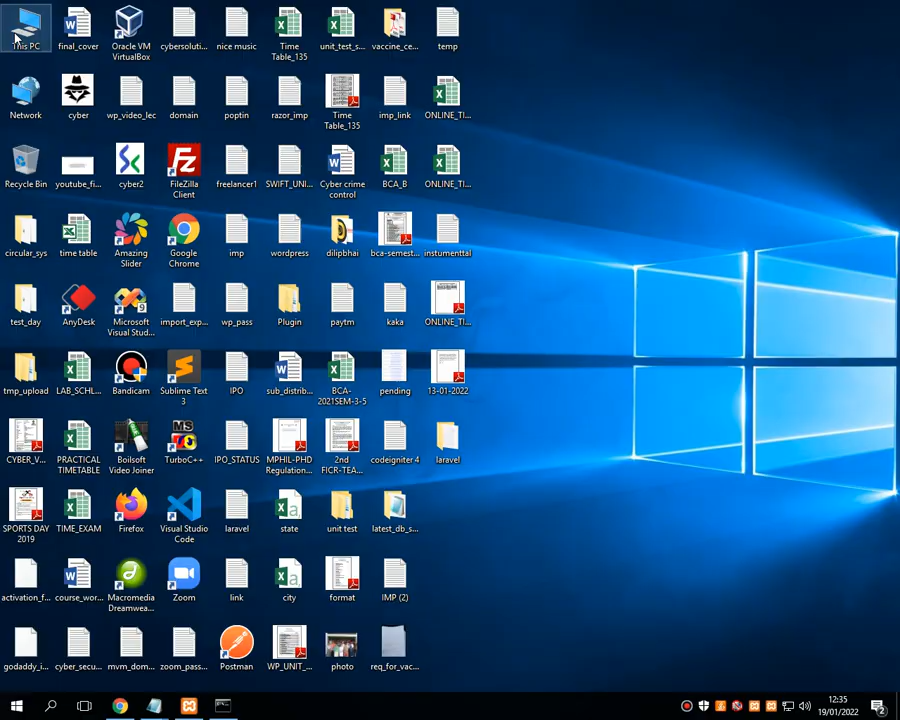 This PC
final_cover
Oracle VM
VirtualBox
cybersoluti...
nice music
Time
Table_135
unit_test_s...
vaccine_ce...
temp
Network
cyber
wp_video_lec
domain
poptin
razor_imp
Time
Table_135
imp_link
ONLINE_TI...
Recycle Bin
youtube_fi...
cyber2
FileZilla
Client
freelancer1
SWIFT_UNI...
Cyber crime
control
BCA_B
ONLINE_TI...
circular_sys
time table
Amazing
Slider
Google
Chrome
imp
wordpress
dilipbhai
bca-semest...
instumenttal
test_day
AnyDesk
Microsoft
Visual Stud...
import_exp...
wp_pass
Plugin
paytm
kaka
ONLINE_TI...
tmp_upload
LAB_SCHL...
Bandicam
Sublime Text
3
IPO
sub_distrib...
BCA-
2021SEM-3-5
pending
13-01-2022
CYBER_V...
PRACTICAL
TIMETABLE
Boilsoft
Video Joiner
TurboC++
IPO_STATUS
MPHIL-PHD
Regulation...
2nd
FICR-TEA...
codeigniter 4
laravel
SPORTS DAY
2019
TIME_EXAM
Firefox
Visual Studio
Code
laravel
state
unit test
latest_db_s...
activation_f...
course_wor...
Macromedia
Dreamwea...
Zoom
link
city
format
IMP (2)
godaddy_i...
cyber_secu...
mvm_dom...
zoom_pass...
Postman
WP_UNIT_...
photo
req_for_vac...
12:35
19/01/2022
2